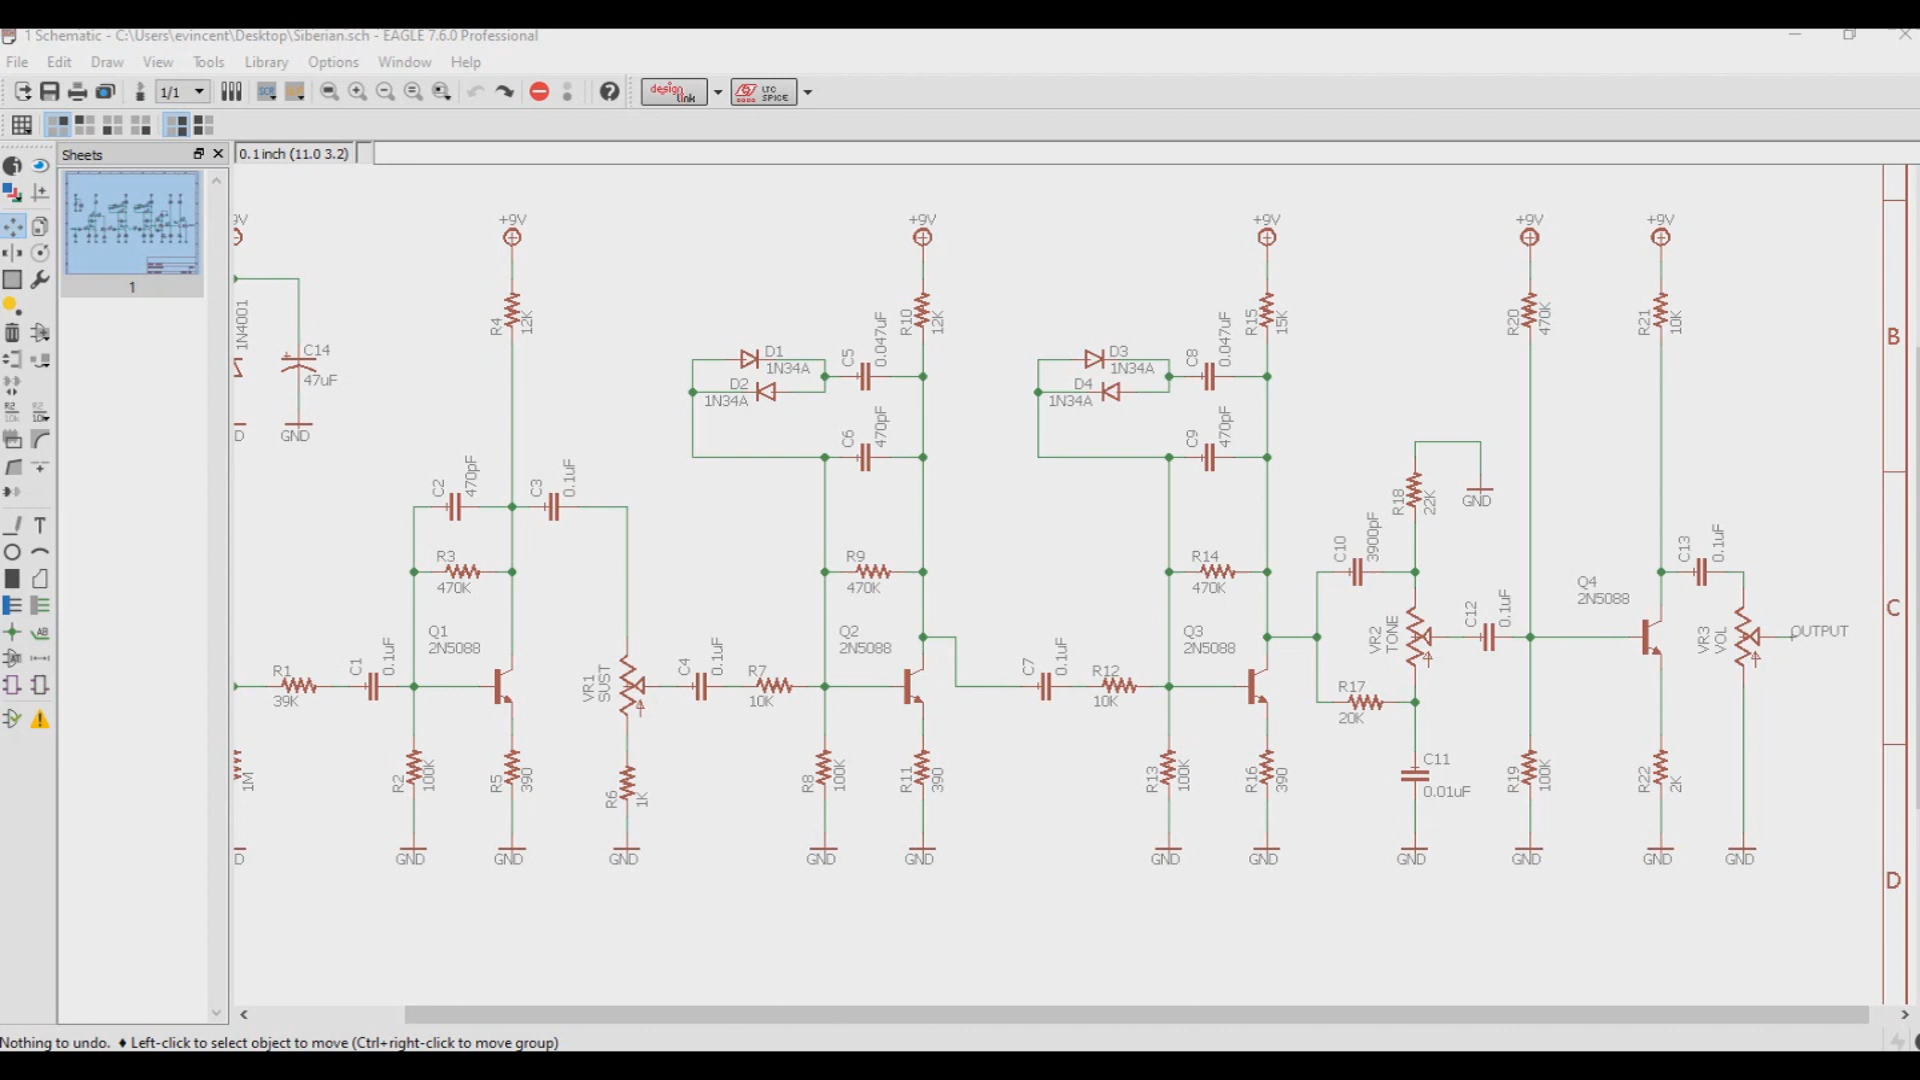 1 Schematic - C:\Users\evincent\Desktop\Siberian.sch - EAGLE 7.6.0 Professional
File Edit Draw View Tools Library Options Window Help
1/1
SCR
design link
LTC SPICE
Sheets
0.1 inch (11.0 3.2)
1
+9V
+9V
+9V
+9V
+9V
9V
1N4001
C14
47uF
GND
R4
12K
D1
1N34A
D2
1N34A
C5
0.047uF
R10
12K
C6
470pF
D3
1N34A
D4
1N34A
C8
0.047uF
R15
15K
C9
470pF
R20
470K
R21
10K
B
C2
470pF
C3
0.1uF
R18
22K
GND
R3
470K
R9
470K
R14
470K
C10
3900pF
C12
0.1uF
Q4
2N5088
C13
0.1uF
C
Q1
2N5088
Q2
2N5088
Q3
2N5088
VR2
TONE
VR3
VOL
OUTPUT
R1
39K
C1
0.1uF
VR1
SUST
C4
0.1uF
R7
10K
C7
0.1uF
R12
10K
R17
20K
1M
R2
100K
R5
390
R6
1K
R8
100K
R11
390
R13
100K
R16
390
C11
0.01uF
R19
100K
R22
2K
D
GND
GND
GND
GND
GND
GND
GND
GND
GND
GND
GND
D
D
Nothing to undo. ♦ Left-click to select object to move (Ctrl+right-click to move group)